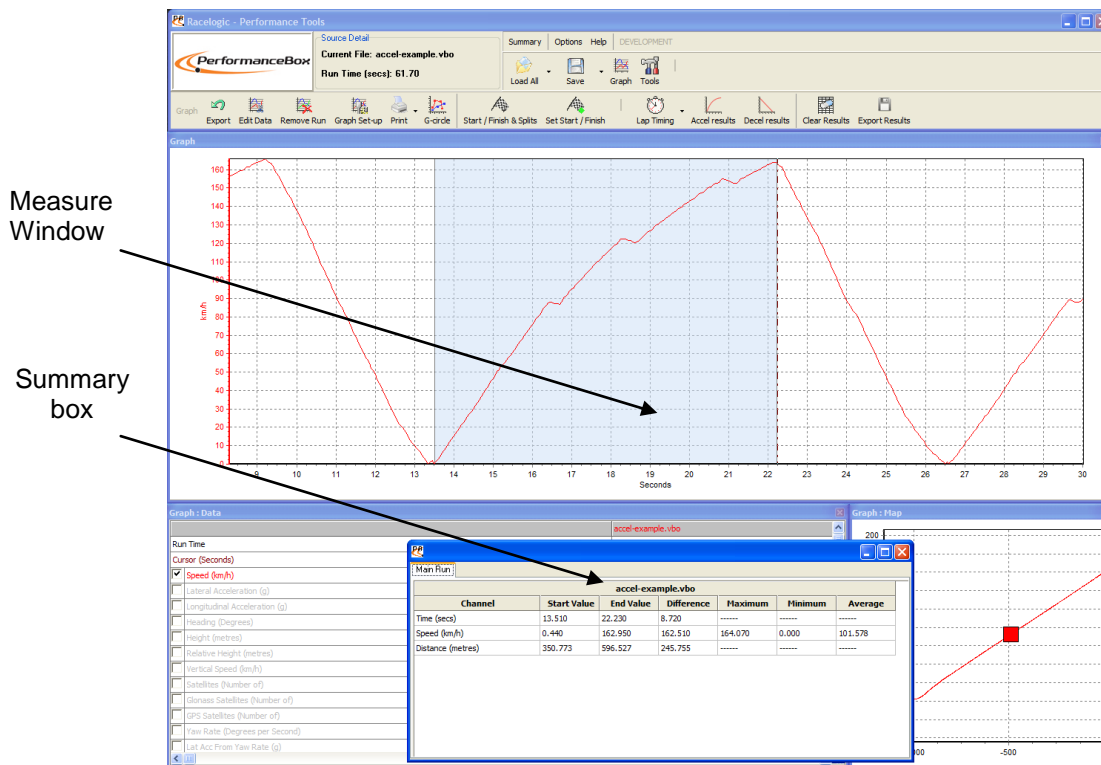 Racelogic - Performance Tools
PerformanceBox
Source Detail
Current File: accel-example.vbo
Run Time (secs): 61.70
Summary Options Help DEVELOPMENT
Load All Save Graph Tools
Graph Export Edit Data Remove Run Graph Set-up Print G-circle Start / Finish & Splits Set Start / Finish Lap Timing Accel results Decel results Clear Results Export Results
Graph
Measure
Window
Summary
box
160
150
140
130
120
110
100
90
80
70
60
50
40
30
20
10
0
km/h
9 10 11 12 13 14 15 16 17 18 19 20 21 22 23 24 25 26 27 28 29 30
Seconds
Graph : Data
accel-example.vbo
Run Time
Cursor (Seconds)
Speed (km/h)
Lateral Acceleration (g)
Longitudinal Acceleration (g)
Heading (Degrees)
Height (metres)
Relative Height (metres)
Vertical Speed (km/h)
Satellites (Number of)
Glonass Satellites (Number of)
GPS Satellites (Number of)
Yaw Rate (Degrees per Second)
Lat Acc From Yaw Rate (g)
Main Run
accel-example.vbo
Channel Start Value End Value Difference Maximum Minimum Average
Time (secs) 13.510 22.230 8.720 ------ ------ ------
Speed (km/h) 0.440 162.950 162.510 164.070 0.000 101.578
Distance (metres) 350.773 596.527 245.755 ------ ------ ------
Graph : Map
200
-500